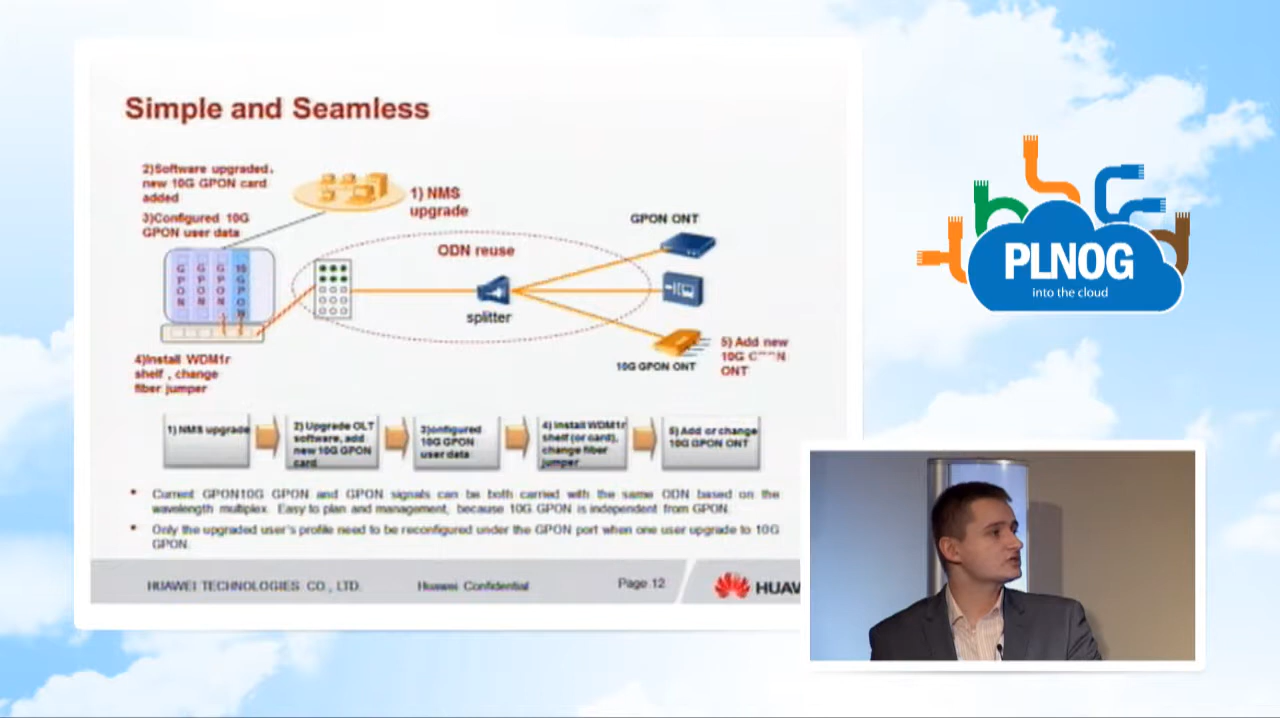 Simple and Seamless
2)Software upgraded,
new 10G GPON card
added
3)Configured 10G
GPON user data
1) NMS
upgrade
ODN reuse
GPON ONT
GPON
GPON
GPON
10GPON
splitter
4)Install WDM1r
shelf , change
fiber jumper
10G GPON ONT
5) Add new
10G
ONT
1) NMS upgrade
2) Upgrade OLT
software, add
new 10G GPON
card
3)onfigured
10G GPON
user data
4) Install WDM1r
shelf (or card),
change fiber
jumper
5) Add or change
10G GPON ONT
• Current GPON10G GPON and GPON signals can be both carried with the same ODN based on the
wavelength multiplex. Easy to plan and management, because 10G GPON is independent from GPON.
• Only the upgraded user's profile need to be reconfigured under the GPON port when one user upgrade to 10G
GPON.
HUAWEI TECHNOLOGIES CO., LTD.
Huawei Confidential
Page 12
HUAW
PLNOG
into the cloud